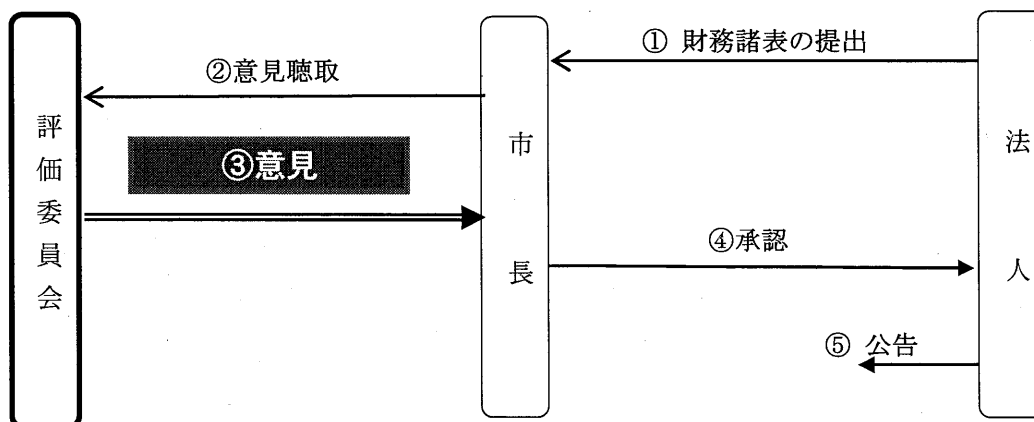 ① 財務諸表の提出
②意見聴取
評価委員会
③意見
市長
④承認
法人
⑤ 公告